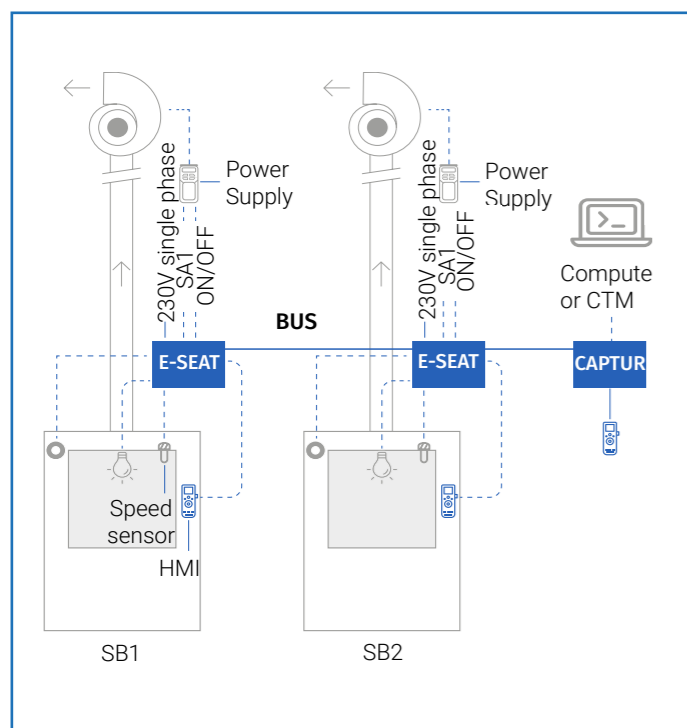 230V single phase
SA1
ON/OFF
Power
Supply
230V single phase
SA1
ON/OFF
Power
Supply
>_
Compute
or CTM
BUS
E-SEAT
E-SEAT
CAPTUR
Speed
sensor
HMI
SB1
SB2